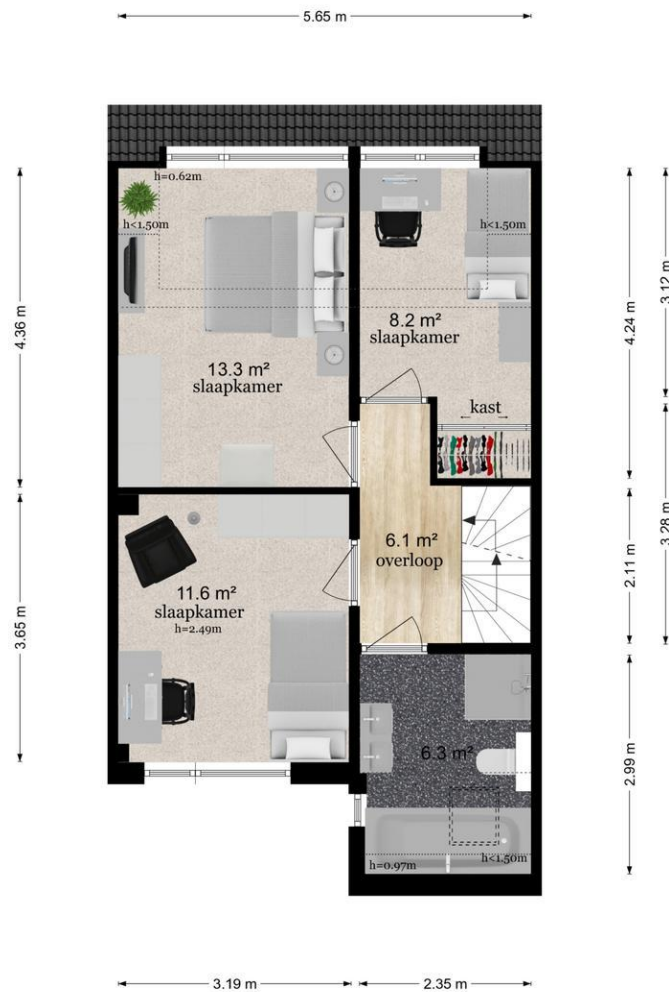 5.65 m
h=0.62m
h<1.50m
h<1.50m
4.36 m
4.24 m
3.12 m
8.2 m²
slaapkamer
13.3 m²
slaapkamer
kast
6.1 m²
overloop
2.11 m
3.28 m
11.6 m²
slaapkamer
h=2.49m
3.65 m
6.3 m²
2.99 m
h=0.97m
h<1.50m
3.19 m
2.35 m